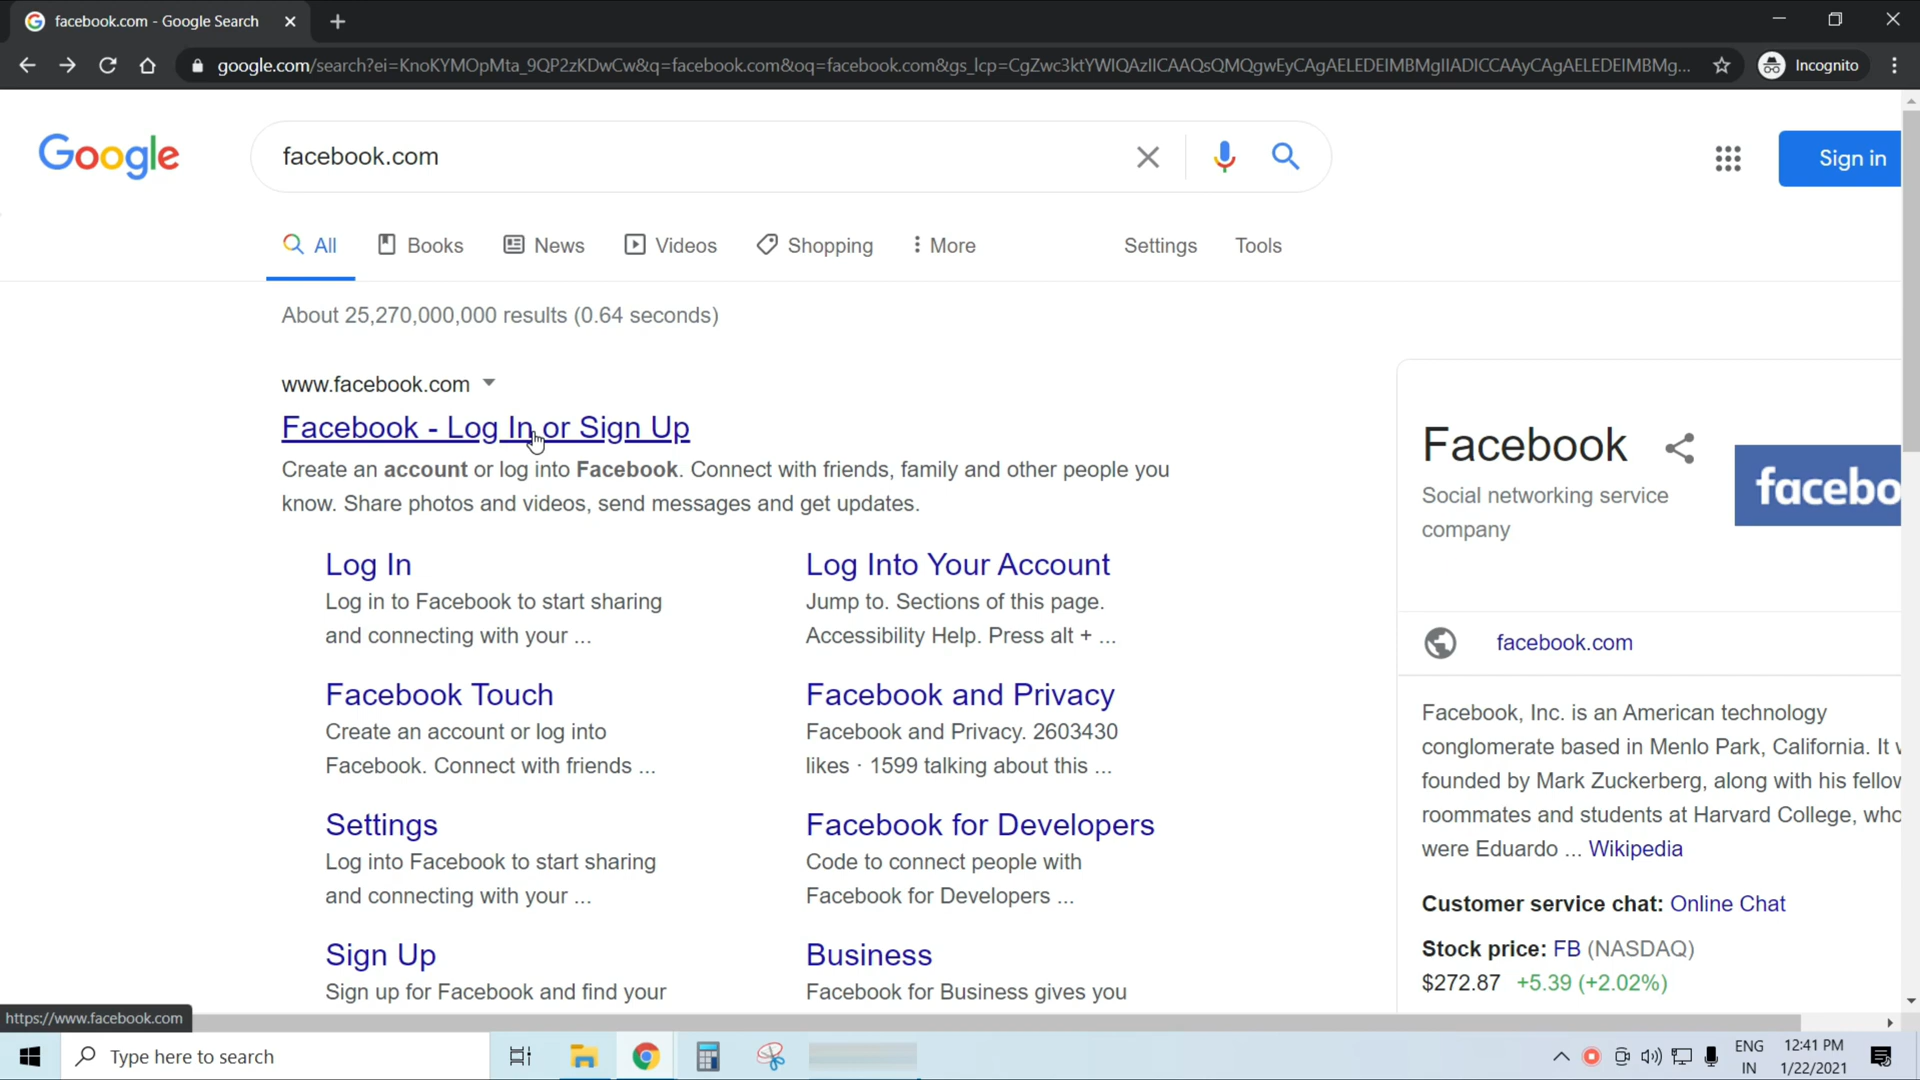 facebook.com - Google Search
google.com/search?ei=KnoKYMOpMta_9QP2zKDwCw&q=facebook.com&oq=facebook.com&gs_lcp=CgZwc3ktYWIQAzIICAAQsQMQgwEyCAgAELEDEIMBMgIIADICCAAyCAgAELEDEIMBMg...
Incognito
Google
facebook.com
Sign in
All
Books
News
Videos
Shopping
More
Settings
Tools
About 25,270,000,000 results (0.64 seconds)
www.facebook.com
Facebook - Log In or Sign Up
Create an account or log into Facebook. Connect with friends, family and other people you
know. Share photos and videos, send messages and get updates.
Log In
Log in to Facebook to start sharing
and connecting with your ...
Log Into Your Account
Jump to. Sections of this page.
Accessibility Help. Press alt + ...
Facebook Touch
Create an account or log into
Facebook. Connect with friends ...
Facebook and Privacy
Facebook and Privacy. 2603430
likes · 1599 talking about this ...
Settings
Log into Facebook to start sharing
and connecting with your ...
Facebook for Developers
Code to connect people with
Facebook for Developers ...
Sign Up
Sign up for Facebook and find your
Business
Facebook for Business gives you
Facebook
Social networking service
company
facebo
facebook.com
Facebook, Inc. is an American technology
conglomerate based in Menlo Park, California. It
founded by Mark Zuckerberg, along with his fellow
roommates and students at Harvard College, who
were Eduardo ... Wikipedia
Customer service chat: Online Chat
Stock price: FB (NASDAQ)
$272.87 +5.39 (+2.02%)
https://www.facebook.com
Type here to search
ENG
IN
12:41 PM
1/22/2021